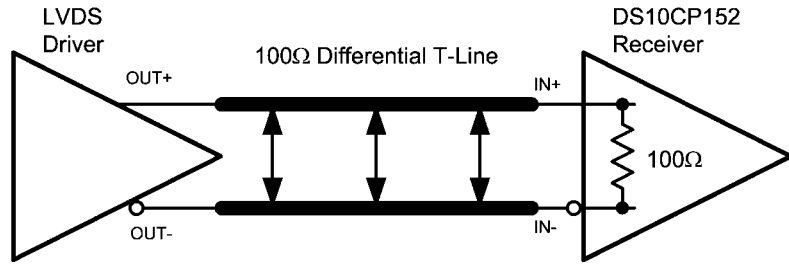 LVDS
Driver
DS10CP152
Receiver
100Ω Differential T-Line
OUT+
IN+
100Ω
OUT-
IN-